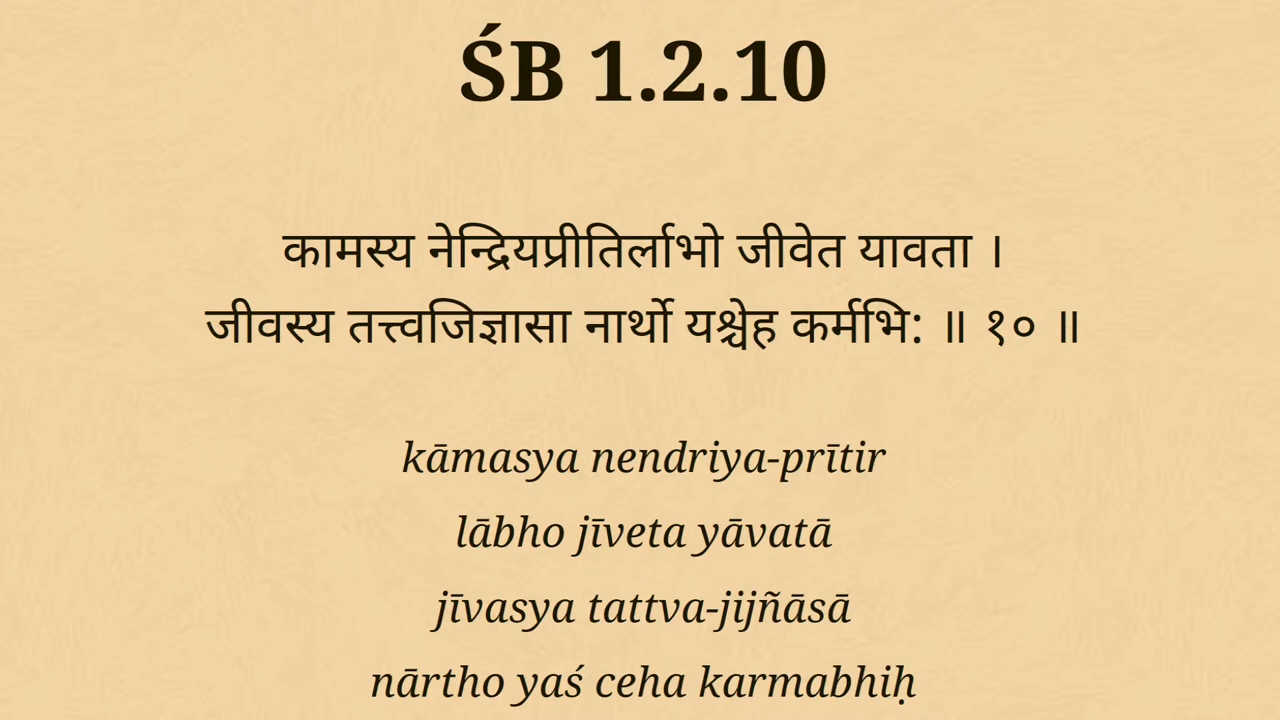 ŚB 1.2.10
कामस्य नेन्द्रियप्रीतिर्लाभो जीवेत यावता ।
जीवस्य तत्त्वजिज्ञासा नार्थो यश्चेह कर्मभि: ॥ १० ॥
kāmasya nendriya-prītir
lābho jīveta yāvatā
jīvasya tattva-jijñāsā
nārtho yaś ceha karmabhiḥ